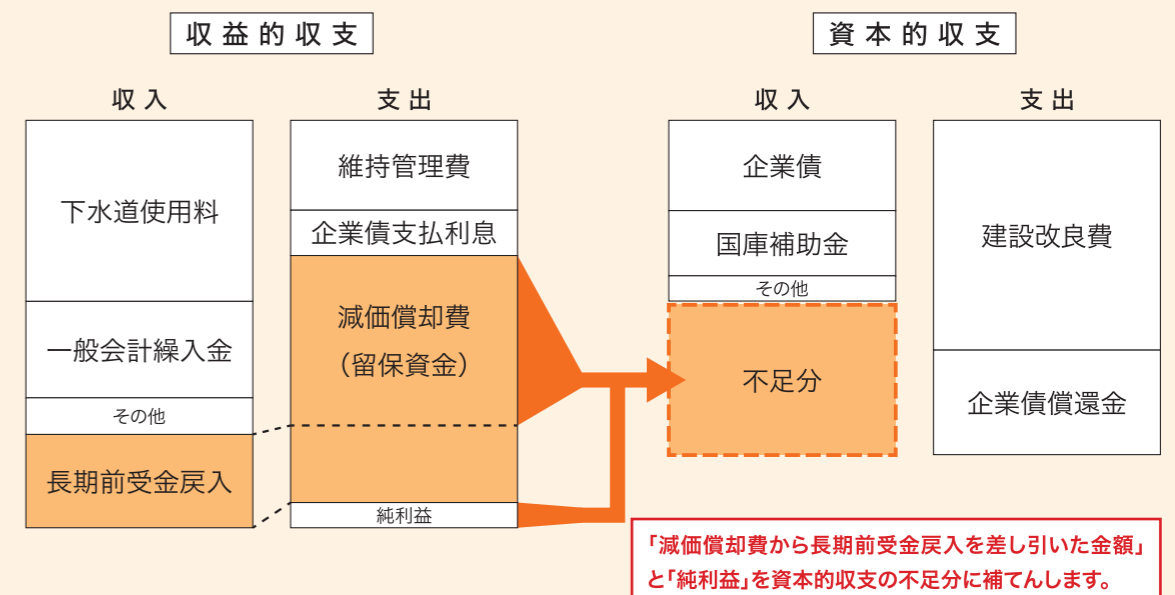 収益的収支
収入
支出
下水道使用料
一般会計繰入金
その他
長期前受金戻入
維持管理費
企業債支払利息
減価償却費
（留保資金）
純利益
資本的収支
収入
支出
企業債
国庫補助金
その他
不足分
建設改良費
企業債償還金
「減価償却費から長期前受金戻入を差し引いた金額」
と「純利益」を資本的収支の不足分に補てんします。